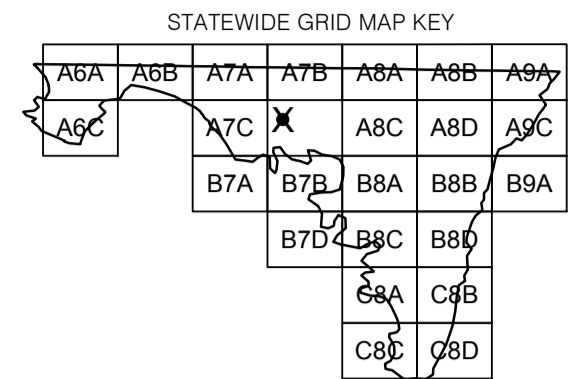 STATEWIDE GRID MAP KEY
A6A A6B A7A A7B A8A A8B A9A
A6C A7C X A8C A8D A9C
B7A B7B B8A B8B B9A
B7D B8C B8D
C8A C8B
C8C C8D